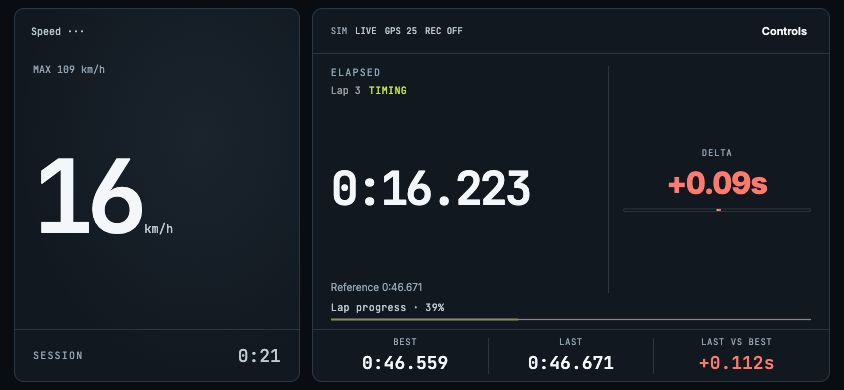 Speed ···
MAX 109 km/h
16 km/h
SESSION 0:21
SIM LIVE GPS 25 REC OFF Controls
ELAPSED
Lap 3 TIMING
0:16.223
DELTA
+0.09s
Reference 0:46.671
Lap progress · 39%
BEST
0:46.559
LAST
0:46.671
LAST VS BEST
+0.112s